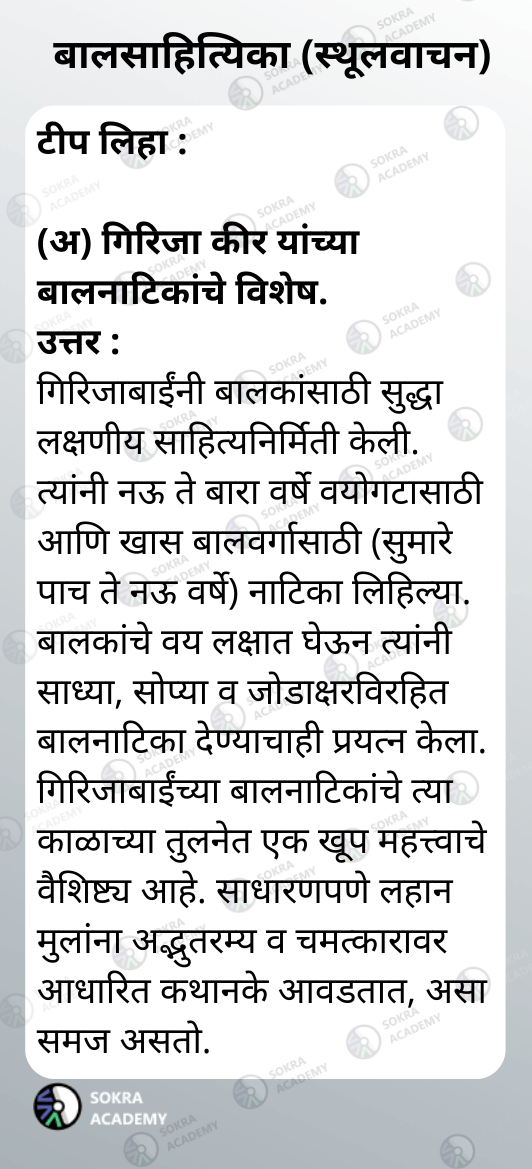 बालसाहित्यिका (स्थूलवाचन)
टीप लिहा :
(अ) गिरिजा कीर यांच्या
बालनाटिकांचे विशेष.
उत्तर :
गिरिजाबाईंनी बालकांसाठी सुद्धा
लक्षणीय साहित्यनिर्मिती केली.
त्यांनी नऊ ते बारा वर्षे वयोगटासाठी
आणि खास बालवर्गासाठी (सुमारे
पाच ते नऊ वर्षे) नाटिका लिहिल्या.
बालकांचे वय लक्षात घेऊन त्यांनी
साध्या, सोप्या व जोडाक्षरविरहित
बालनाटिका देण्याचाही प्रयत्न केला.
गिरिजाबाईंच्या बालनाटिकांचे त्या
काळाच्या तुलनेत एक खूप महत्त्वाचे
वैशिष्ट्य आहे. साधारणपणे लहान
मुलांना अद्भुतरम्य व चमत्कारावर
आधारित कथानके आवडतात, असा
समज असतो.
SOKRA
ACADEMY